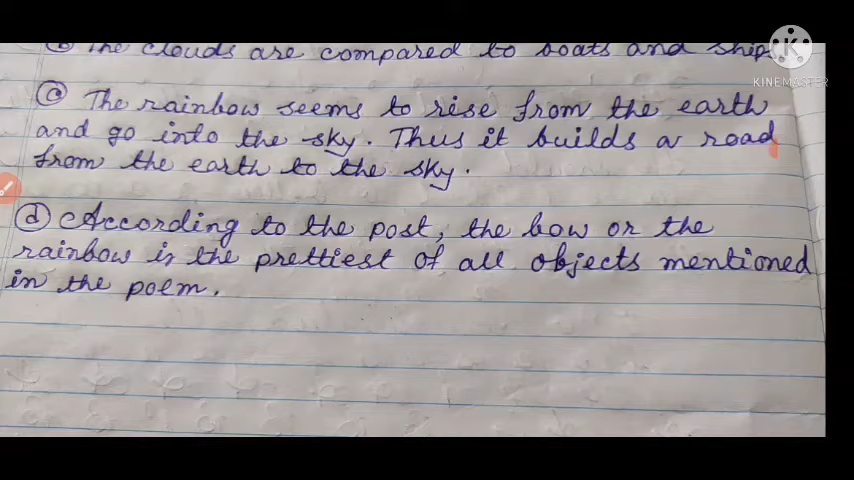 (b) The clouds are compared to boats and ships
KINEMASTER
(c) The rainbow seems to rise from the earth
and go into the sky. Thus it builds a road
from the earth to the sky.
(d) According to the post, the bow or the
rainbow is the prettiest of all objects mentioned
in the poem.